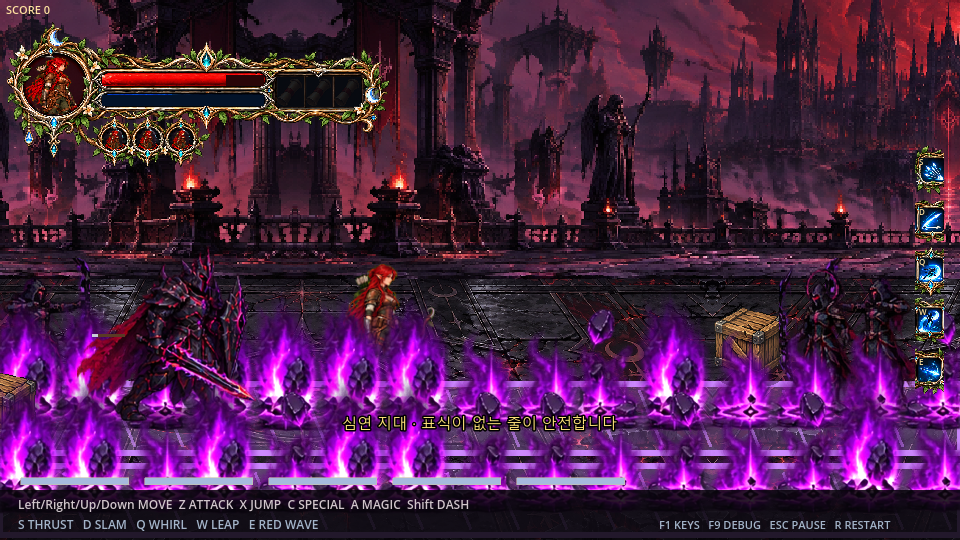 SCORE 0
심연 지대 · 표식이 없는 줄이 안전합니다
Left/Right/Up/Down MOVE Z ATTACK X JUMP C SPECIAL A MAGIC Shift DASH
S THRUST D SLAM Q WHIRL W LEAP E RED WAVE
F1 KEYS F9 DEBUG ESC PAUSE R RESTART